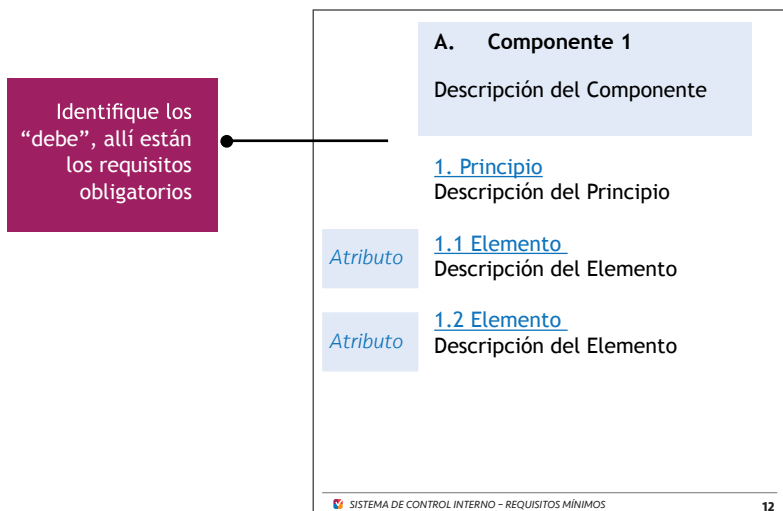 A. Componente 1
Descripción del Componente
Identifique los
“debe”, allí están
los requisitos
obligatorios
1. Principio
Descripción del Principio
Atributo
1.1 Elemento
Descripción del Elemento
Atributo
1.2 Elemento
Descripción del Elemento
SISTEMA DE CONTROL INTERNO – REQUISITOS MÍNIMOS
12